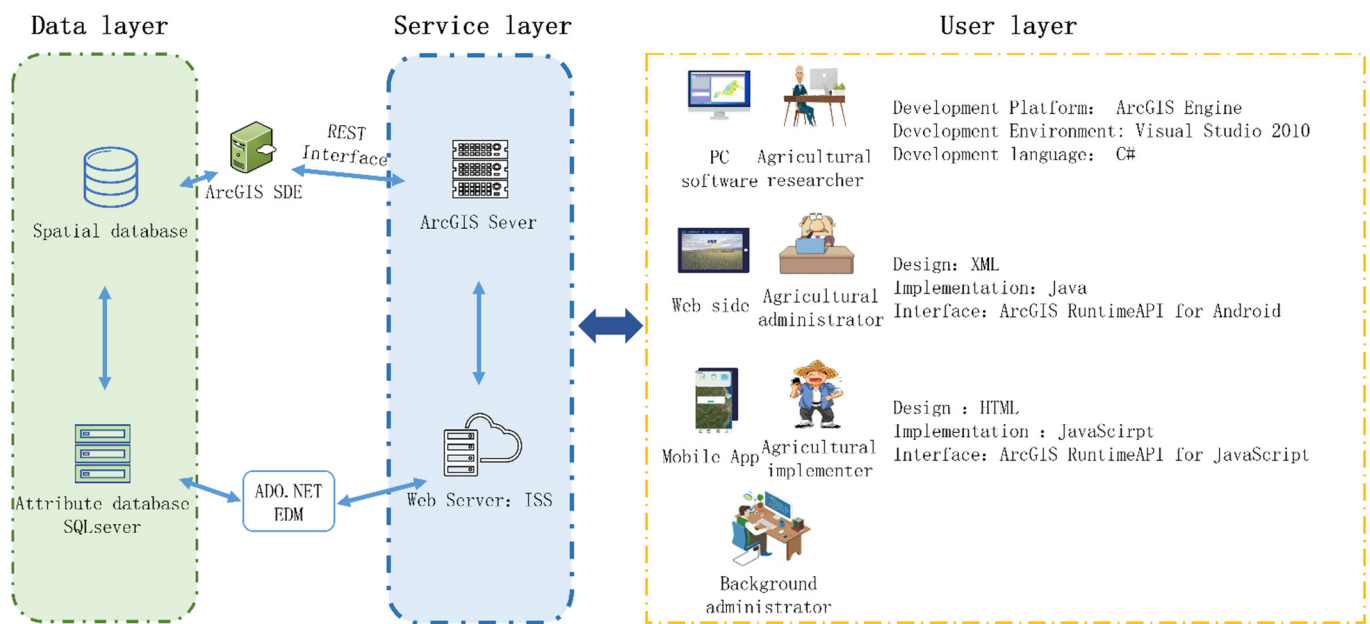 Data layer
Service layer
User layer
Spatial database
Attribute database
SQLsever
ArcGIS SDE
REST
Interface
ADO.NET
EDM
ArcGIS Sever
Web Server: ISS
PC
software
Agricultural
researcher
Development Platform: ArcGIS Engine
Development Environment: Visual Studio 2010
Development language: C#
Web side
Agricultural
administrator
Design: XML
Implementation: Java
Interface: ArcGIS RuntimeAPI for Android
Mobile App
Agricultural
implementer
Design : HTML
Implementation : JavaScirpt
Interface: ArcGIS RuntimeAPI for JavaScript
Background
administrator